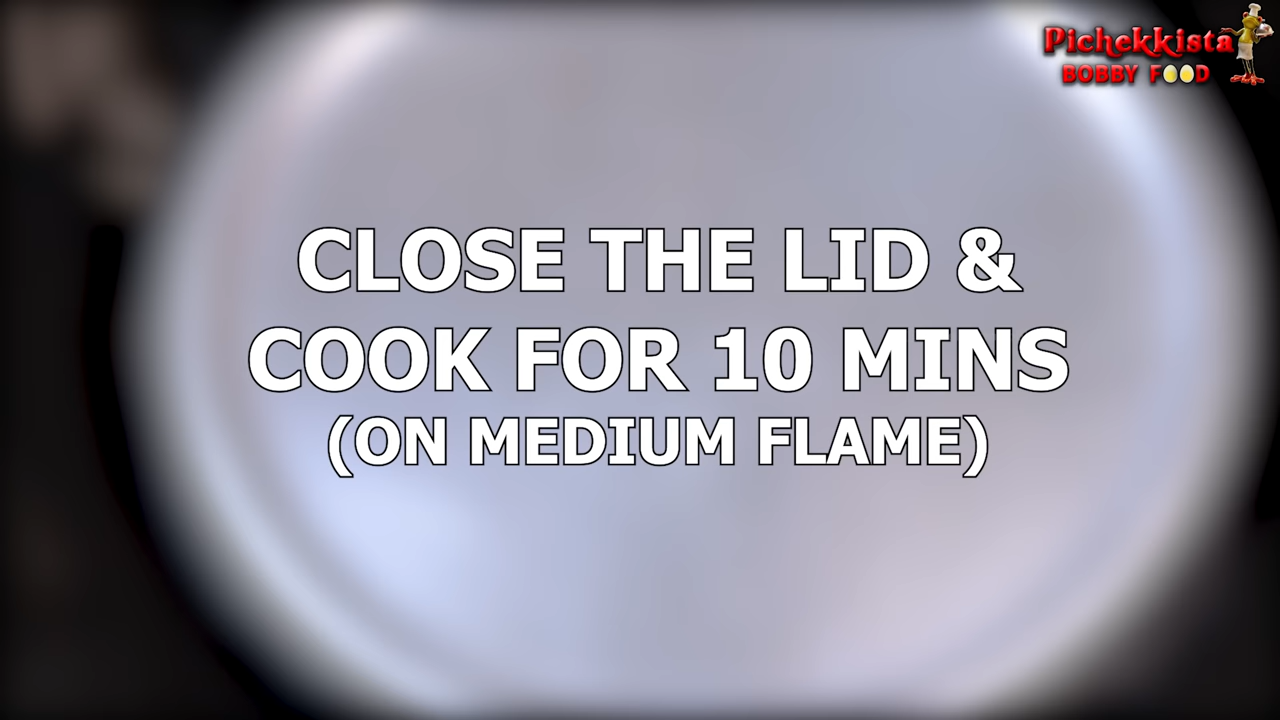 Pichekkista
BOBBY FOOD
CLOSE THE LID &
COOK FOR 10 MINS
(ON MEDIUM FLAME)